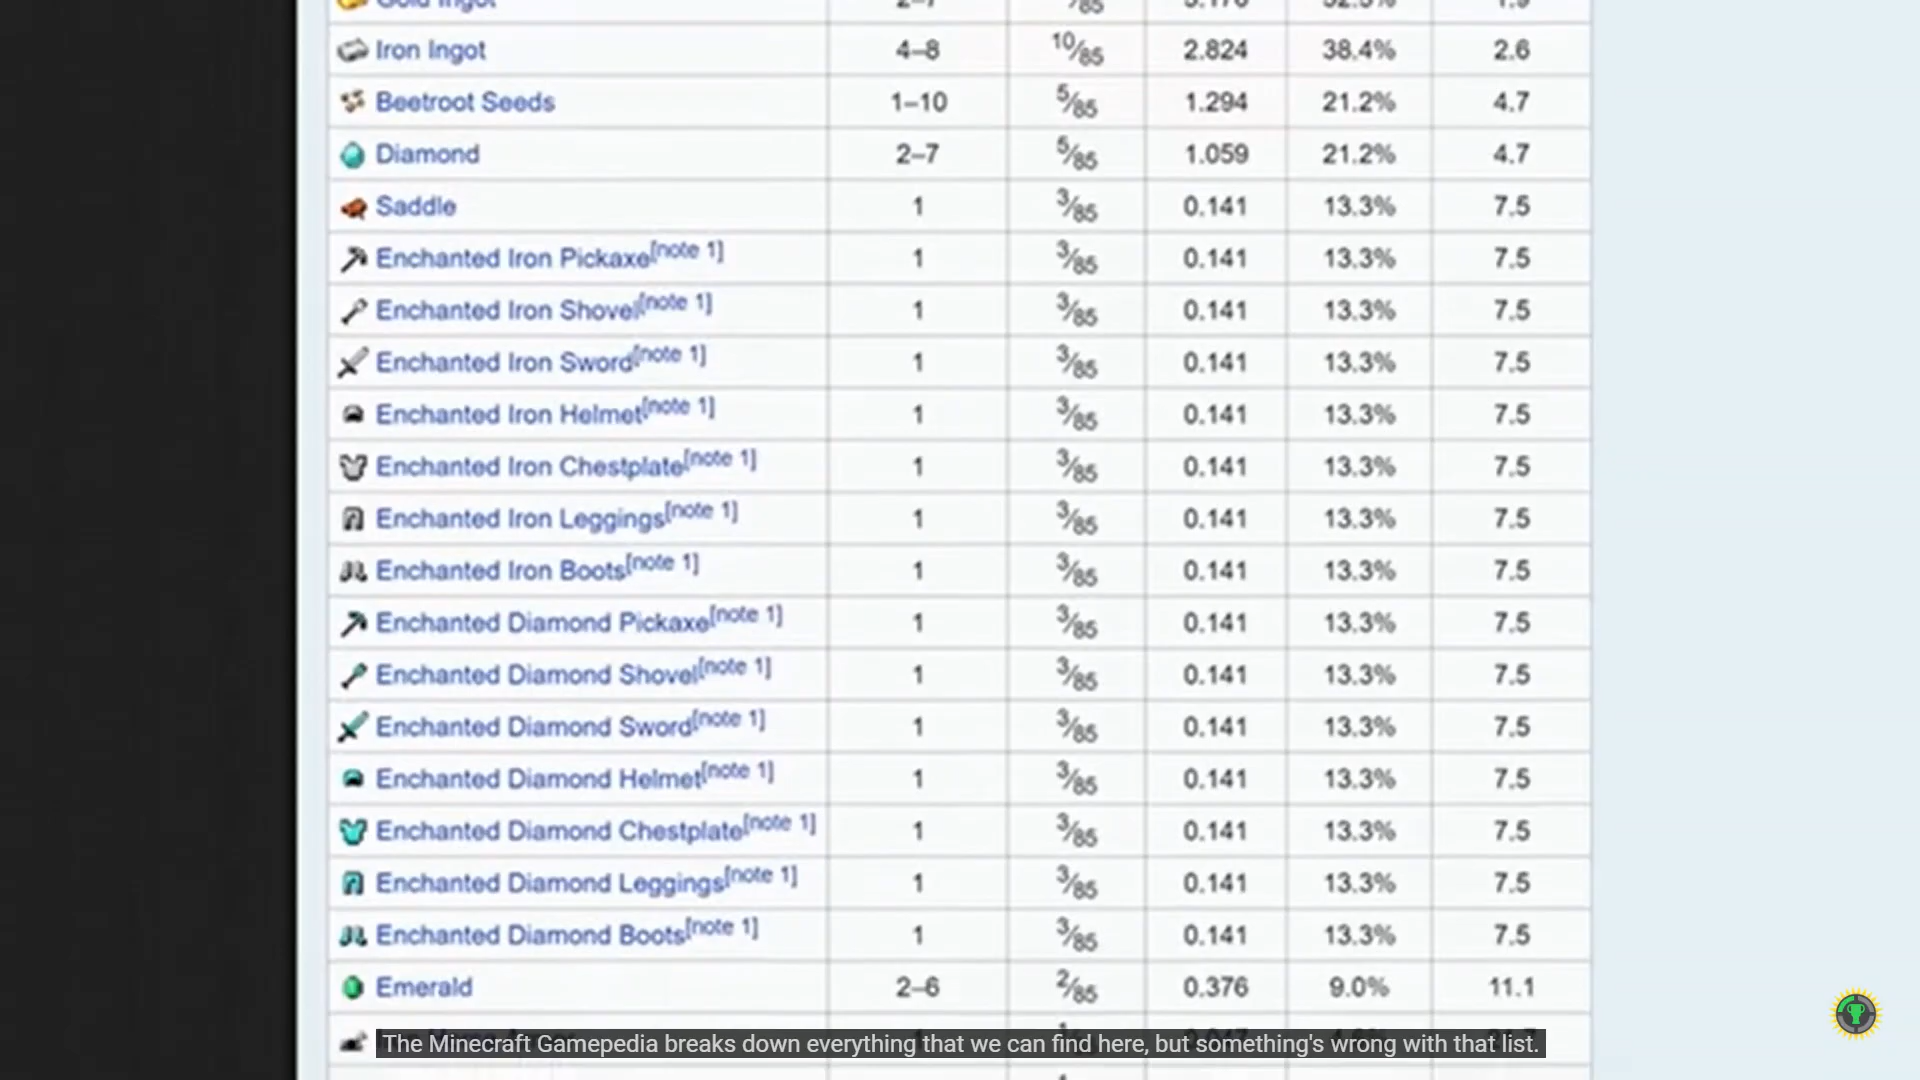 Gold Ingot 2–7 /85 3.176 52.5% 1.9
Iron Ingot 4–8 10/85 2.824 38.4% 2.6
Beetroot Seeds 1–10 5/85 1.294 21.2% 4.7
Diamond 2–7 5/85 1.059 21.2% 4.7
Saddle 1 3/85 0.141 13.3% 7.5
Enchanted Iron Pickaxe[note 1] 1 3/85 0.141 13.3% 7.5
Enchanted Iron Shovel[note 1] 1 3/85 0.141 13.3% 7.5
Enchanted Iron Sword[note 1] 1 3/85 0.141 13.3% 7.5
Enchanted Iron Helmet[note 1] 1 3/85 0.141 13.3% 7.5
Enchanted Iron Chestplate[note 1] 1 3/85 0.141 13.3% 7.5
Enchanted Iron Leggings[note 1] 1 3/85 0.141 13.3% 7.5
Enchanted Iron Boots[note 1] 1 3/85 0.141 13.3% 7.5
Enchanted Diamond Pickaxe[note 1] 1 3/85 0.141 13.3% 7.5
Enchanted Diamond Shovel[note 1] 1 3/85 0.141 13.3% 7.5
Enchanted Diamond Sword[note 1] 1 3/85 0.141 13.3% 7.5
Enchanted Diamond Helmet[note 1] 1 3/85 0.141 13.3% 7.5
Enchanted Diamond Chestplate[note 1] 1 3/85 0.141 13.3% 7.5
Enchanted Diamond Leggings[note 1] 1 3/85 0.141 13.3% 7.5
Enchanted Diamond Boots[note 1] 1 3/85 0.141 13.3% 7.5
Emerald 2–6 2/85 0.376 9.0% 11.1
The Minecraft Gamepedia breaks down everything that we can find here, but something's wrong with that list.